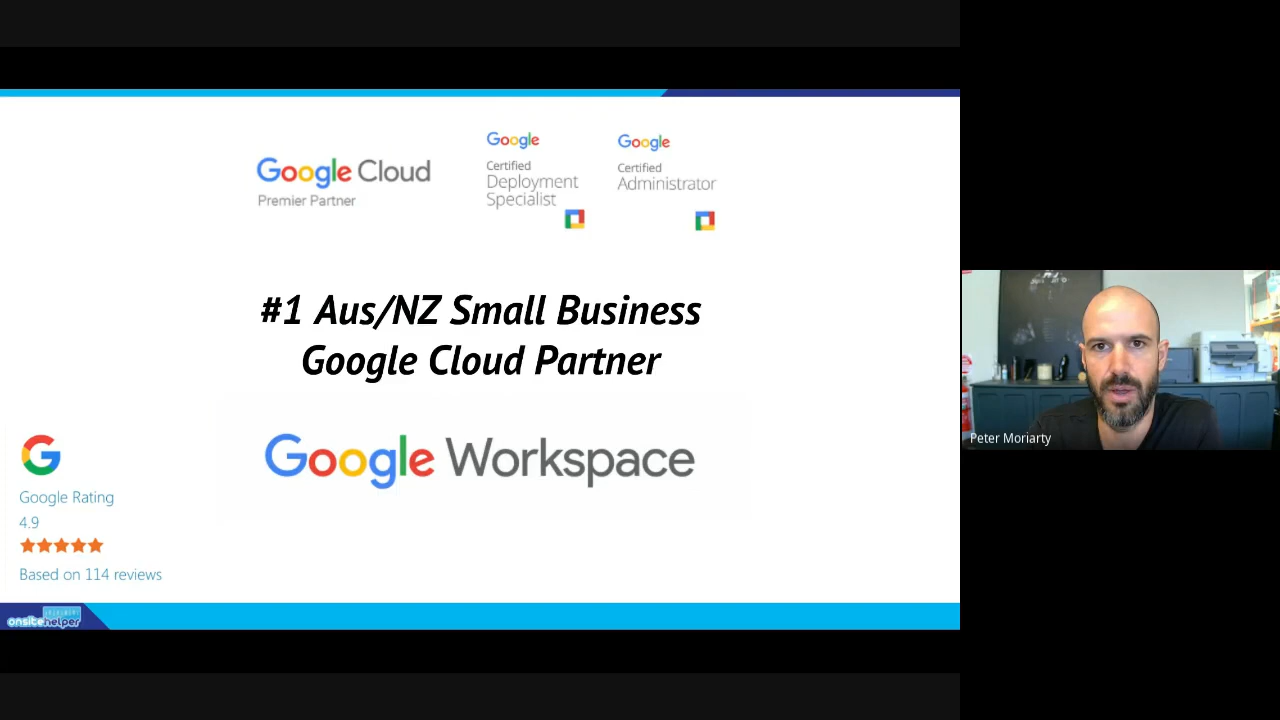 Google Cloud
Premier Partner
Google
Certified
Deployment
Specialist
Google
Certified
Administrator
#1 Aus/NZ Small Business
Google Cloud Partner
Google Workspace
G
Google Rating
4.9
Based on 114 reviews
onsitehelper
Peter Moriarty